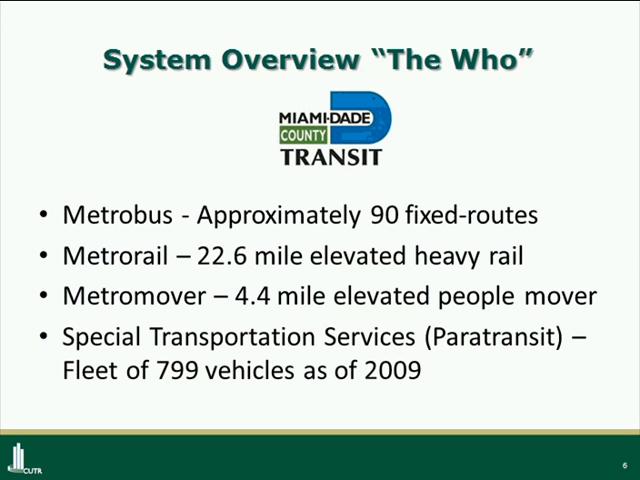 System Overview “The Who”
MIAMI-DADE
COUNTY
TRANSIT
• Metrobus - Approximately 90 fixed-routes
• Metrorail – 22.6 mile elevated heavy rail
• Metromover – 4.4 mile elevated people mover
• Special Transportation Services (Paratransit) –
Fleet of 799 vehicles as of 2009
CUTR
6